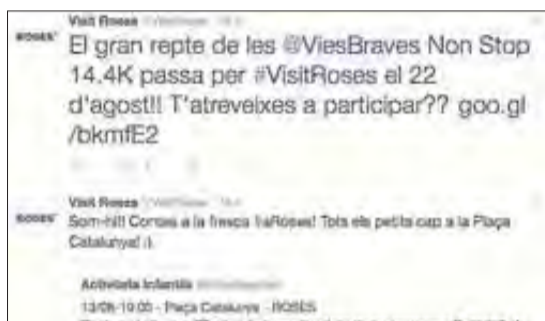 Visit Roses
ROSES
El gran repte de les @ViesBraves Non Stop
14.4K passa per #VisitRoses el 22
d'agost!! T'atreveixes a participar?? goo.gl
/bkmfE2
Visit Roses
ROSES
Som-hi!! Contes a la fresca Tots els petits cap a la Plaça
Catalunya! :)
Activitats Infantils
13/08-19:00 - Plaça Catalunya - ROSES